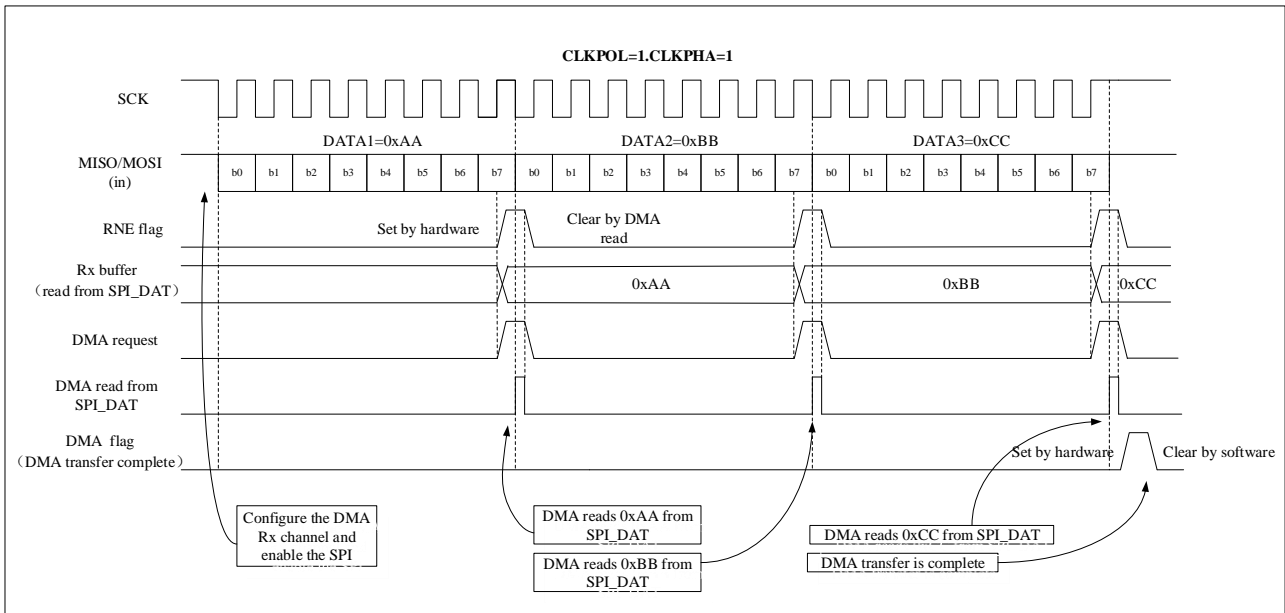 CLKPOL=1.CLKPHA=1
SCK
DATA1=0xAA
DATA2=0xBB
DATA3=0xCC
MISO/MOSI
(in)
b0 b1 b2 b3 b4 b5 b6 b7 b0 b1 b2 b3 b4 b5 b6 b7 b0 b1 b2 b3 b4 b5 b6 b7
RNE flag
Set by hardware
Clear by DMA
read
Rx buffer
（read from SPI_DAT）
0xAA
0xBB
0xCC
DMA request
DMA read from
SPI_DAT
DMA flag
（DMA transfer complete）
Set by hardware
Clear by software
Configure the DMA
Rx channel and
enable the SPI
DMA reads 0xAA from
SPI_DAT
DMA reads 0xBB from
SPI_DAT
DMA reads 0xCC from SPI_DAT
DMA transfer is complete